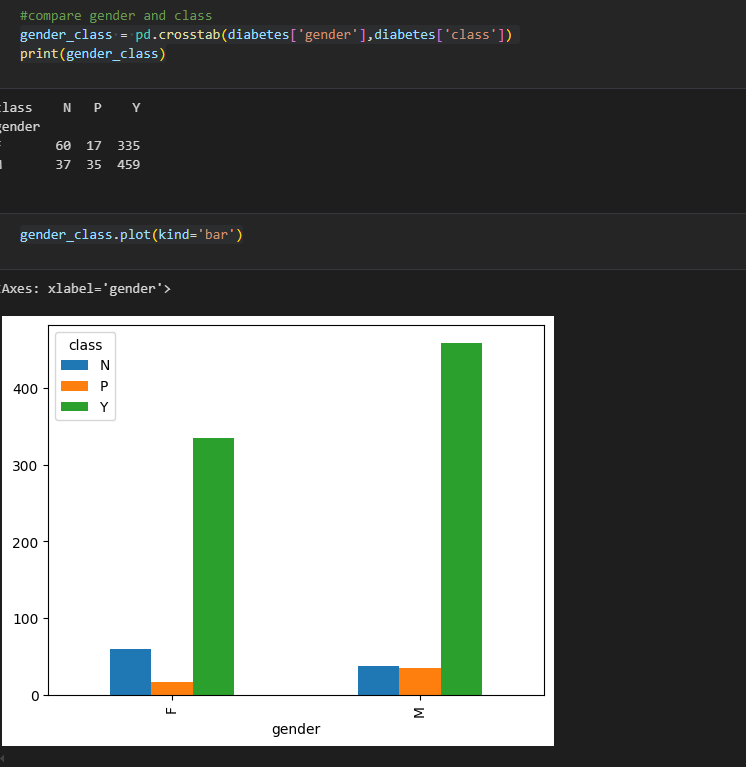 #compare gender and class
gender_class = pd.crosstab(diabetes['gender'],diabetes['class'])
print(gender_class)
class N P Y
gender
60 17 335
37 35 459
gender_class.plot(kind='bar')
Axes: xlabel='gender'>
class
N
P
Y
400
300
200
100
0
F
M
gender